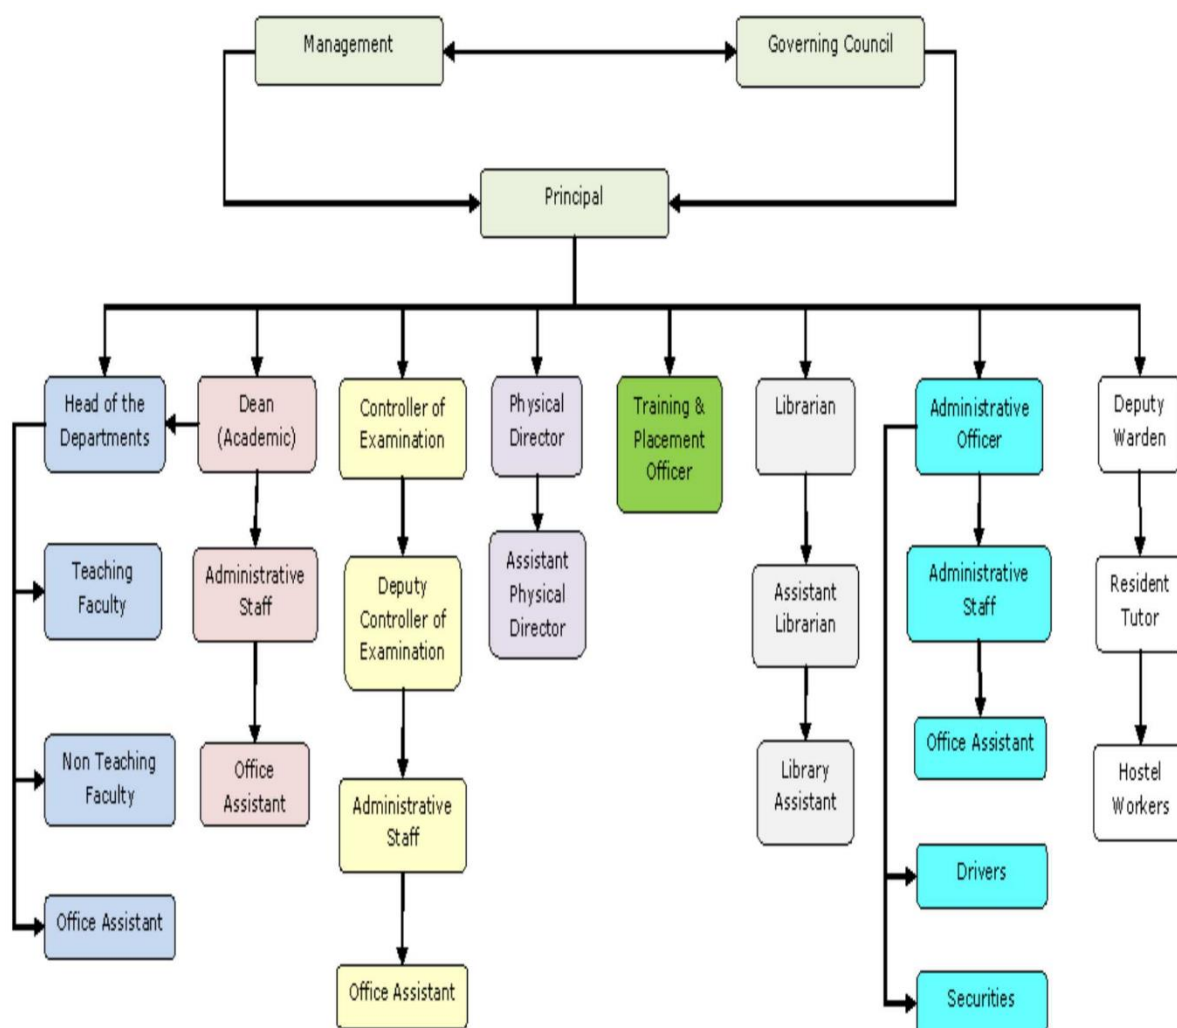 Management
Governing Council
Principal
Head of the
Departments
Dean
(Academic)
Controller of
Examination
Physical
Director
Training &
Placement
Officer
Librarian
Administrative
Officer
Deputy
Warden
Teaching
Faculty
Administrative
Staff
Deputy
Controller of
Examination
Assistant
Physical
Director
Assistant
Librarian
Administrative
Staff
Resident
Tutor
Non Teaching
Faculty
Office
Assistant
Administrative
Staff
Library
Assistant
Office Assistant
Hostel
Workers
Office Assistant
Drivers
Office Assistant
Securities